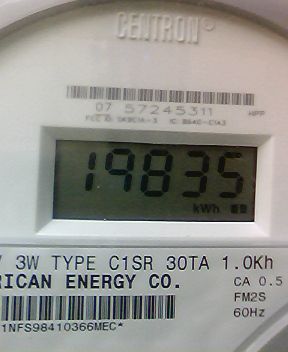 CENTRON®
07 57245311 HPP
19835
kWh
V 3W TYPE C1SR 30TA 1.0Kh
RICAN ENERGY CO. CA 0.5
FM2S
60Hz
1NFS98410366MEC*